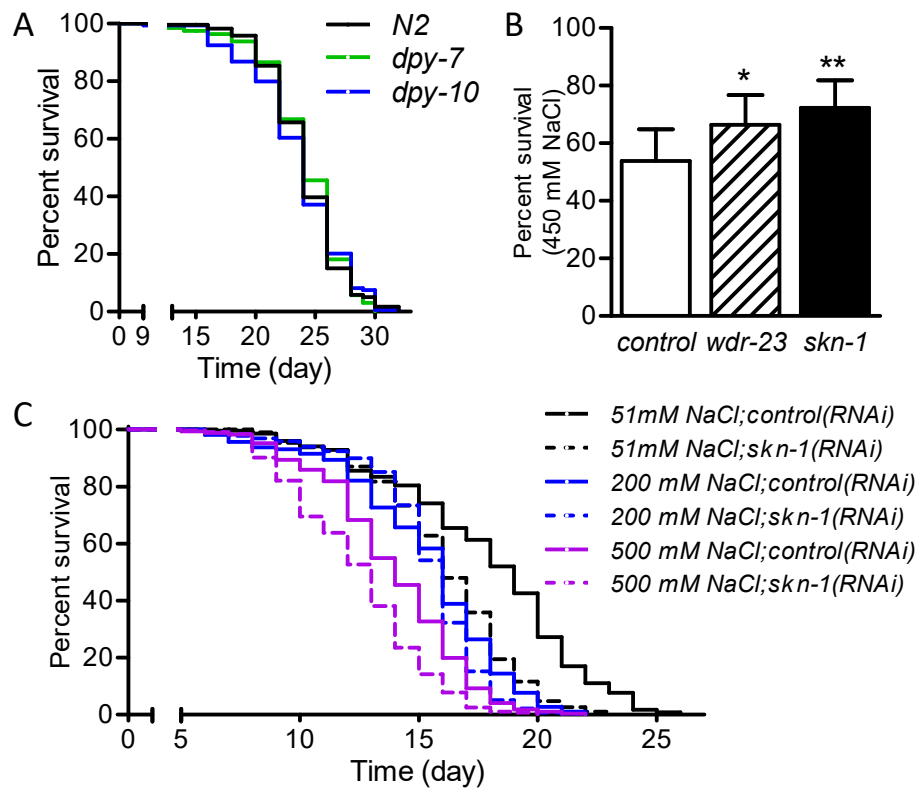 A
Percent survival
100
80
60
40
20
0
0 9 15 20 25 30
Time (day)
N2
dpy-7
dpy-10
B
Percent survival
(450 mM NaCl)
100
80
60
40
20
0
*
**
control wdr-23 skn-1
C
Percent survival
100
80
60
40
20
0
0 5 10 15 20 25
Time (day)
51mM NaCl;control(RNAi)
51mM NaCl;skn-1(RNAi)
200 mM NaCl;control(RNAi)
200 mM NaCl;skn-1(RNAi)
500 mM NaCl;control(RNAi)
500 mM NaCl;skn-1(RNAi)